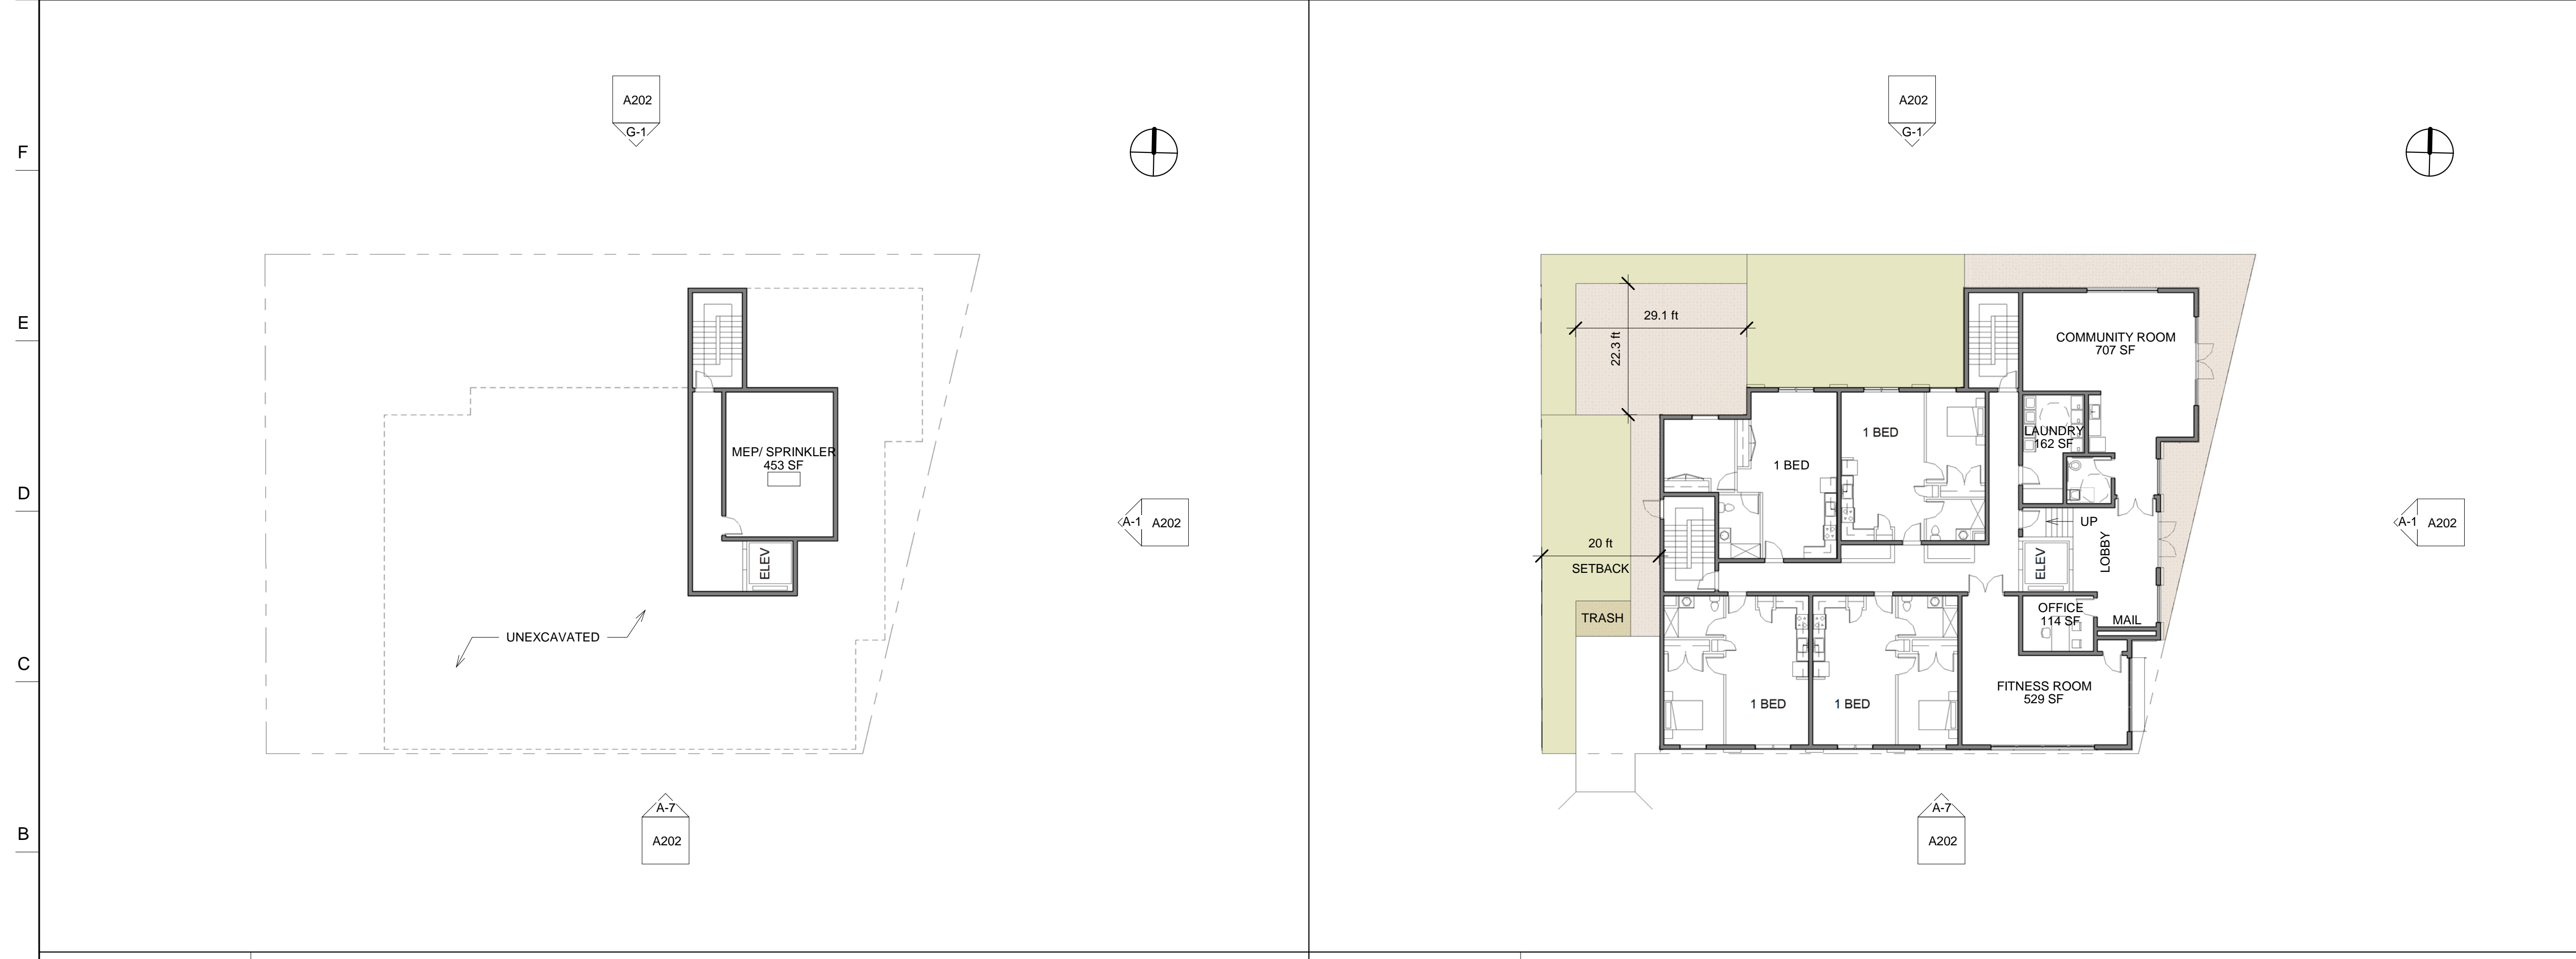 A202
G-1
A202
G-1
F
E
D
C
B
MEP/ SPRINKLER
453 SF
ELEV
UNEXCAVATED
A-1 A202
A-7
A202
29.1 ft
22.3 ft
COMMUNITY ROOM
707 SF
1 BED
1 BED
LAUNDRY
162 SF
UP
LOBBY
ELEV
20 ft
SETBACK
TRASH
OFFICE
114 SF
MAIL
1 BED
1 BED
FITNESS ROOM
529 SF
A-1 A202
A-7
A202